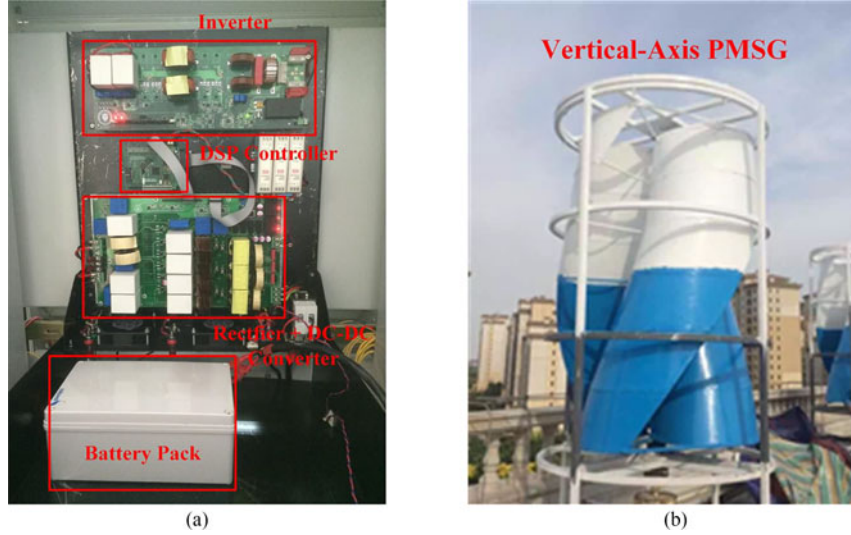 Inverter
DSP Controller
Rectifier + DC-DC
Converter
Battery Pack
(a)
Vertical-Axis PMSG
(b)